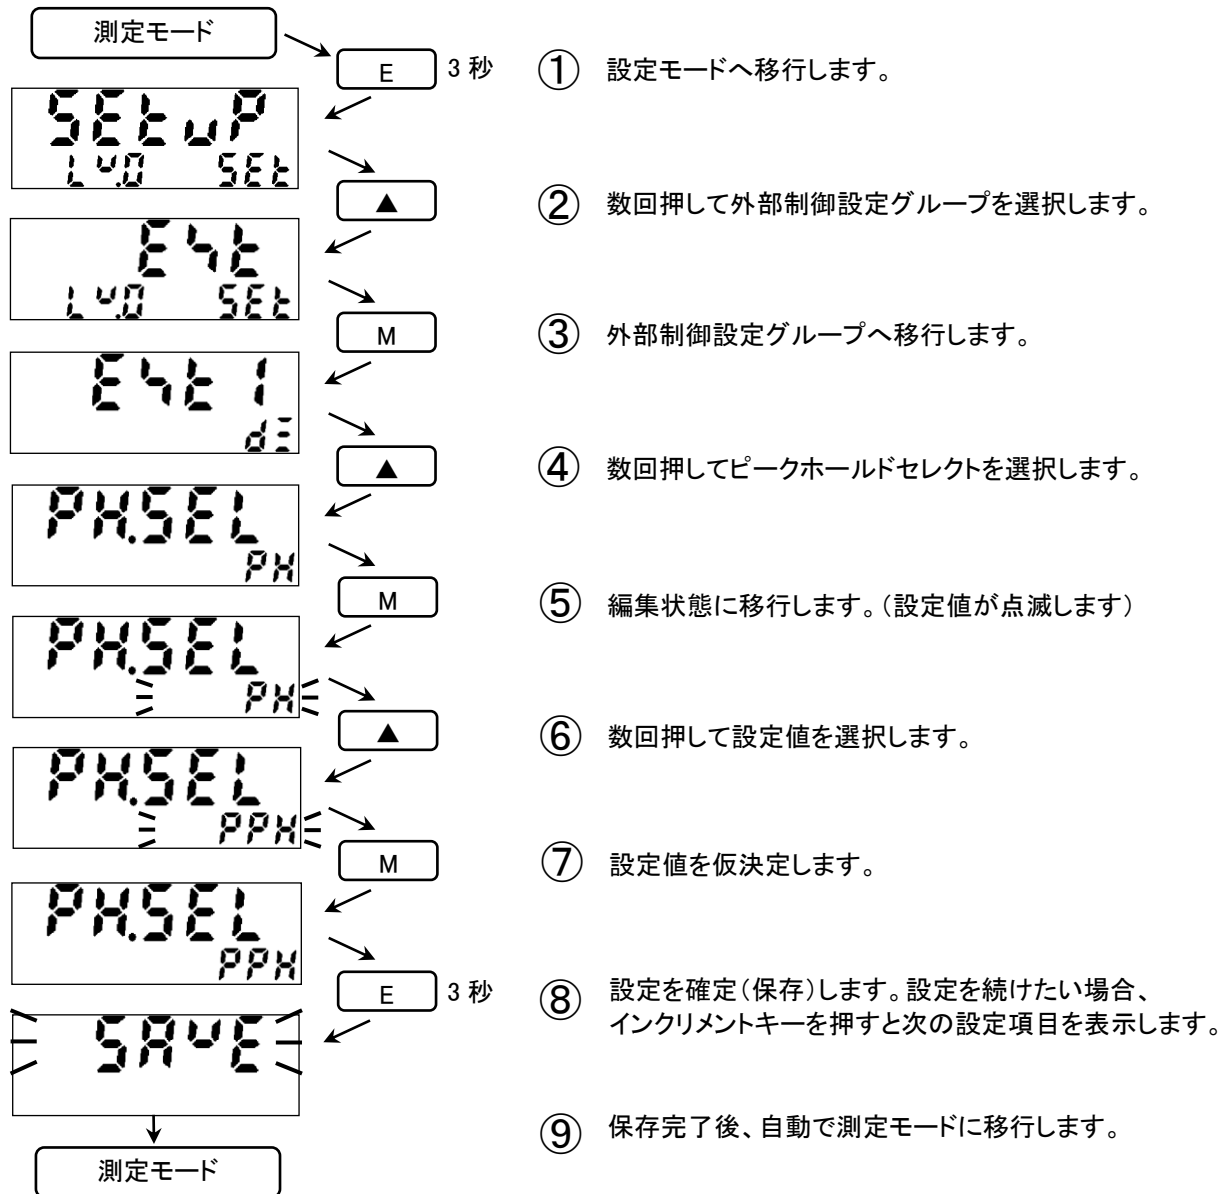 測定モード
E 3 秒 ① 設定モードへ移行します。
SEtuP
Lv.0 SEt
▲ ② 数回押して外部制御設定グループを選択します。
Ext
Lv.0 SEt
M ③ 外部制御設定グループへ移行します。
Ext 1
dΞ
▲ ④ 数回押してピークホールドセレクトを選択します。
PH.SEL
PH
M ⑤ 編集状態に移行します。（設定値が点滅します）
PH.SEL
PH
▲ ⑥ 数回押して設定値を選択します。
PH.SEL
PPH
M ⑦ 設定値を仮決定します。
PH.SEL
PPH
E 3 秒 ⑧ 設定を確定（保存）します。設定を続けたい場合、
インクリメントキーを押すと次の設定項目を表示します。
SAvE
⑨ 保存完了後、自動で測定モードに移行します。
測定モード